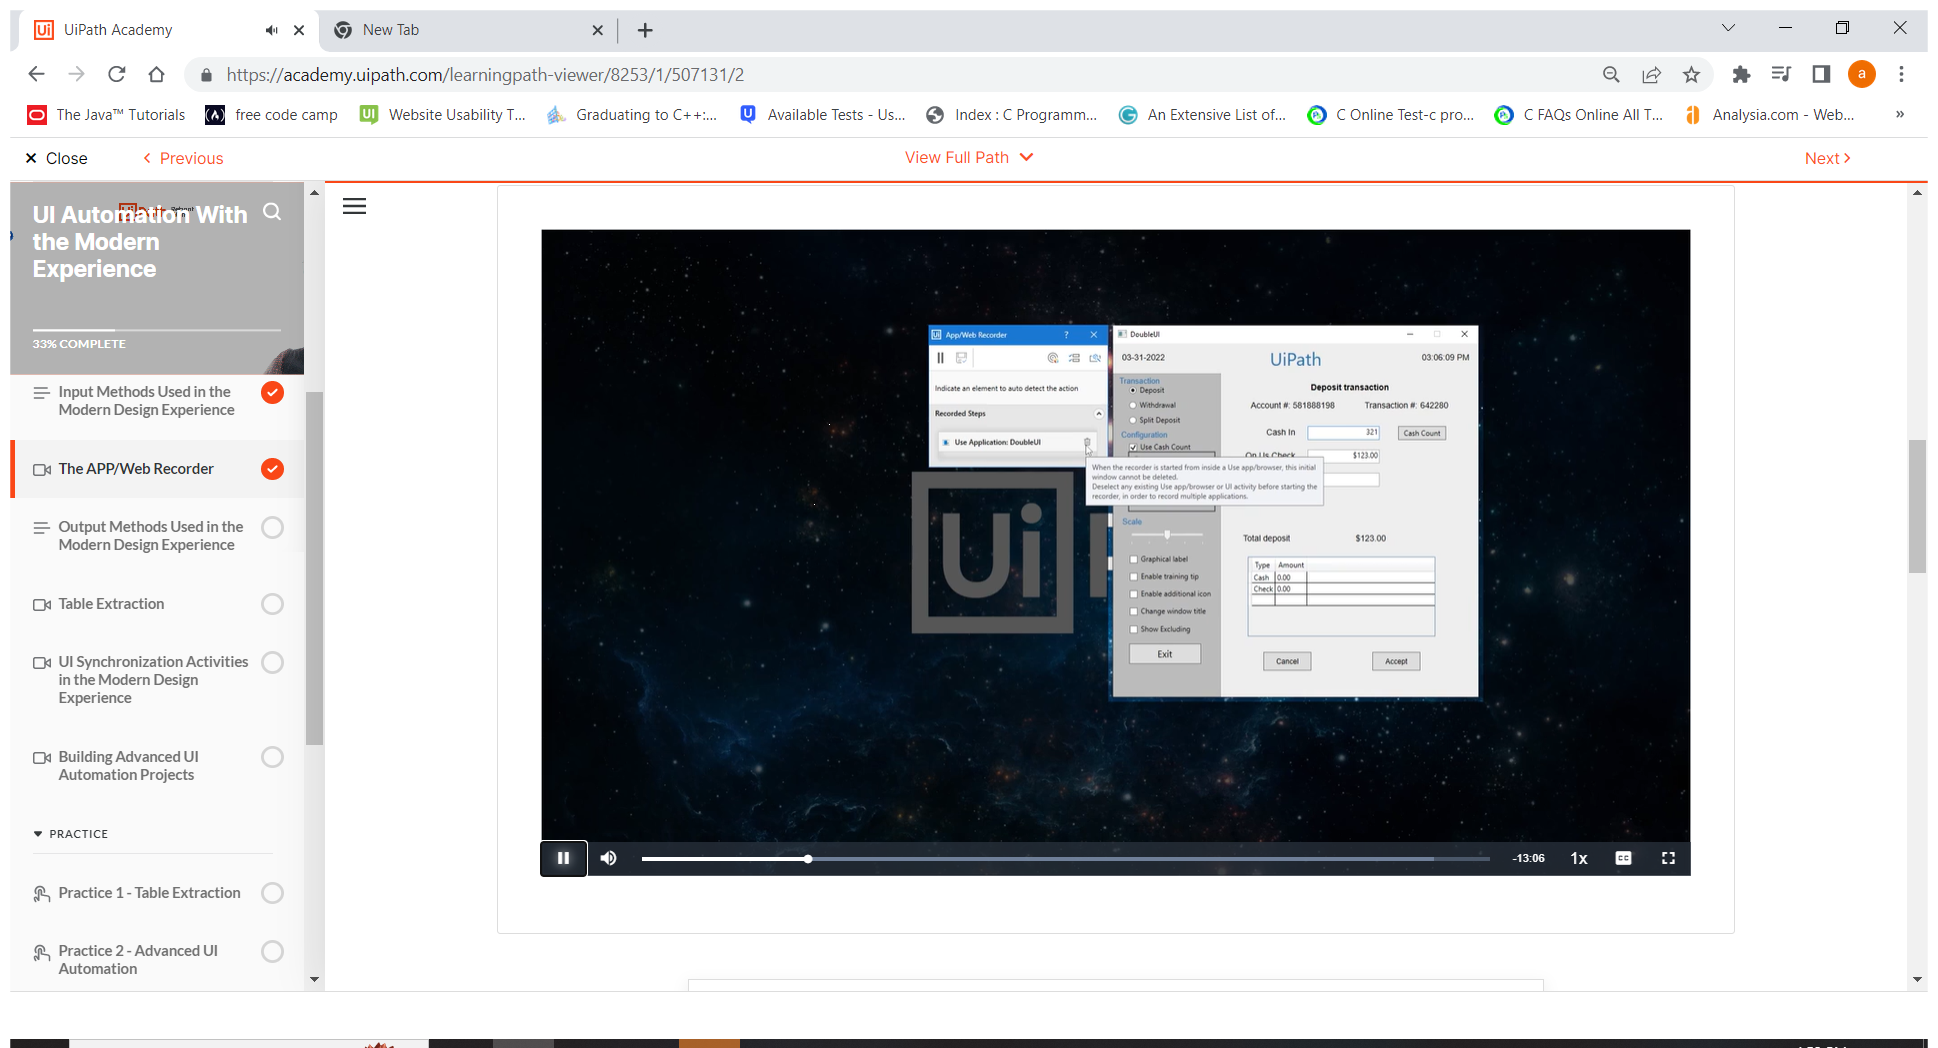 UiPath Academy
New Tab
https://academy.uipath.com/learningpath-viewer/8253/1/507131/2
a
The Java™ Tutorials
free code camp
Website Usability T...
Graduating to C++:...
Available Tests - Us...
Index : C Programm...
An Extensive List of...
C Online Test-c pro...
C FAQs Online All T...
Analysia.com - Web...
»
Close
Previous
View Full Path
Next
UI Automation With
the Modern
Experience
33% COMPLETE
Input Methods Used in the
Modern Design Experience
The APP/Web Recorder
Output Methods Used in the
Modern Design Experience
Table Extraction
UI Synchronization Activities
in the Modern Design
Experience
Building Advanced UI
Automation Projects
PRACTICE
Practice 1 - Table Extraction
Practice 2 - Advanced UI
Automation
Ui App/Web Recorder ?
Indicate an element to auto detect the action
Recorded Steps
Use Application: DoubleUI
When the recorder is started from inside a Use app/browser, this initial
window cannot be deleted.
Deselect any existing Use app/browser or UI activity before starting the
recorder, in order to record multiple applications.
Ui
DoubleUI
03-31-2022
UiPath
03:06:09 PM
Transaction
Deposit
Withdrawal
Split Deposit
Configuration
Use Cash Count
Scale
Graphical label
Enable training tip
Enable additional icon
Change window title
Show Excluding
Exit
Deposit transaction
Account #: 581888198
Transaction #: 642280
Cash In
321
Cash Count
On Us Check
$123.00
Total deposit
$123.00
Type Amount
Cash 0.00
Check 0.00
Cancel
Accept
-13:06
1x
CC